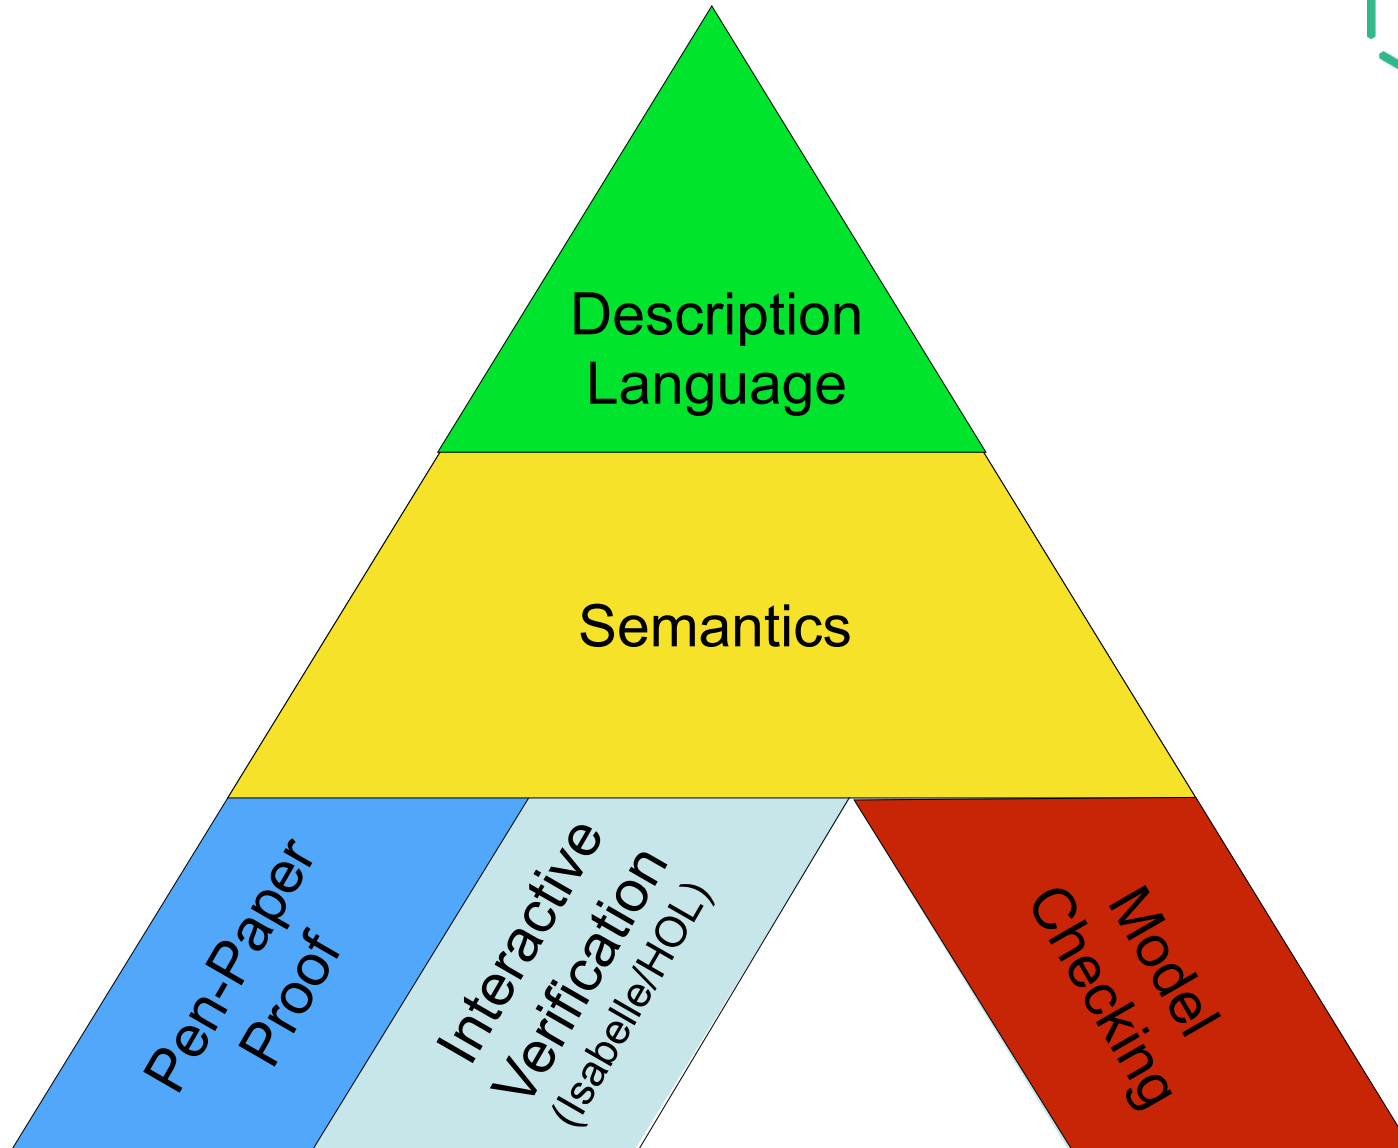 Description
Language
Semantics
Pen-Paper
Proof
Interactive
Verification
(Isabelle/HOL)
Model
Checking